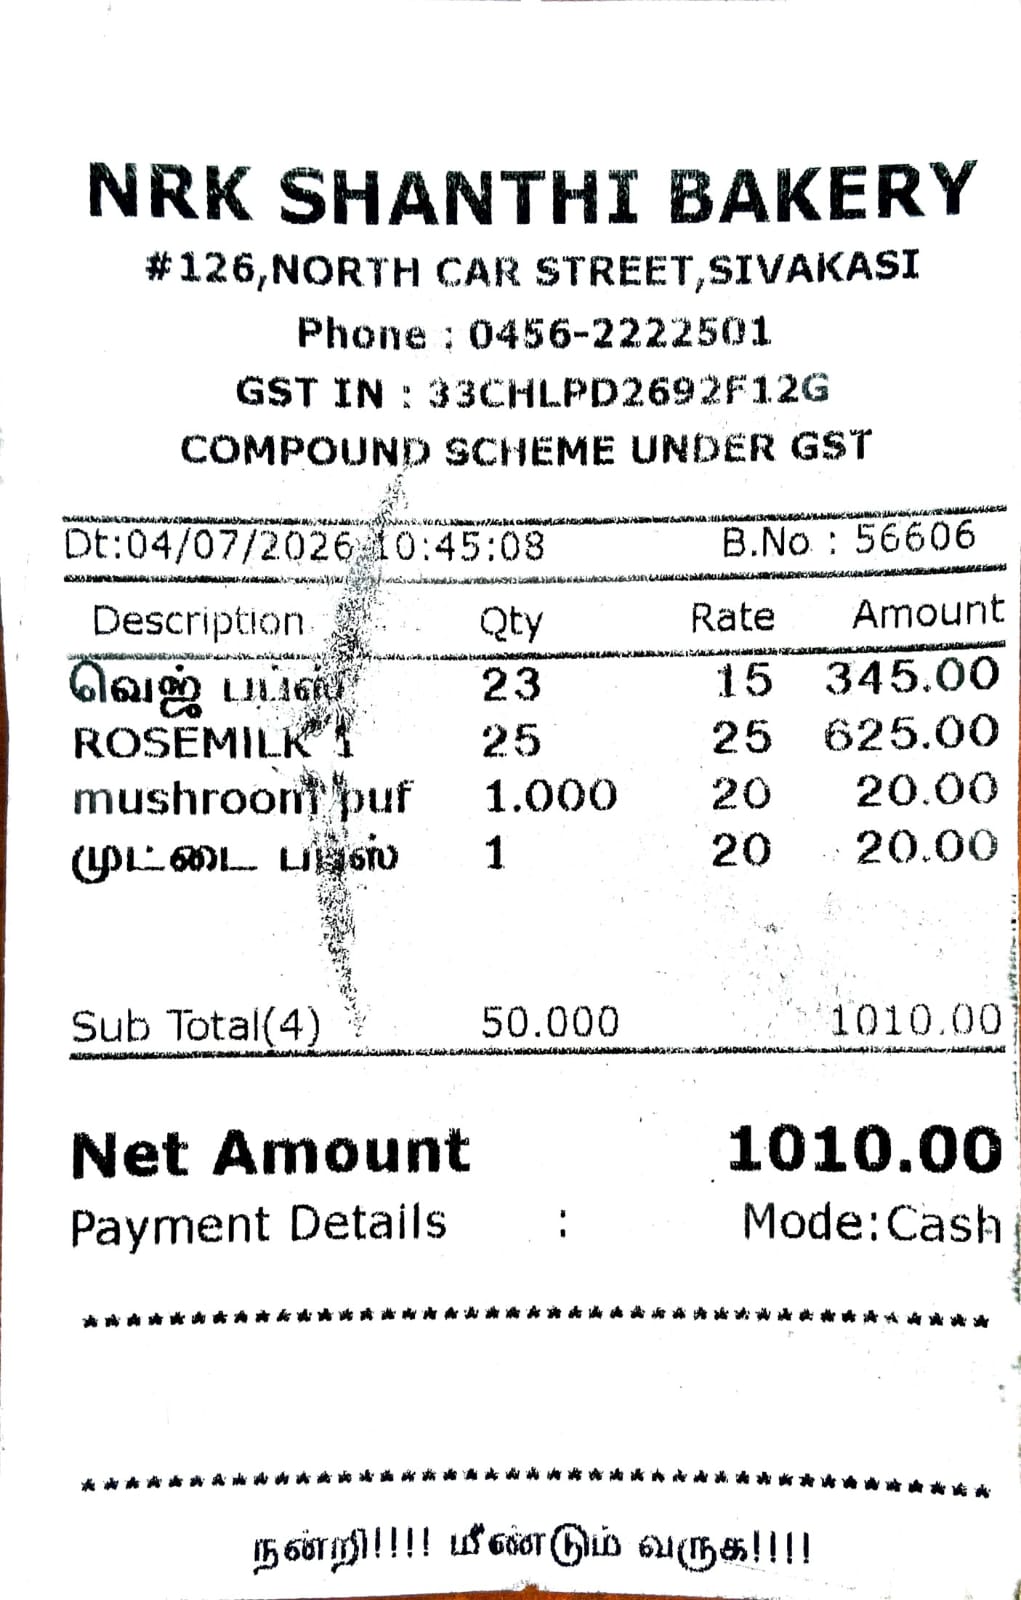 NRK SHANTHI BAKERY
#126,NORTH CAR STREET,SIVAKASI
Phone : 0456-2222501
GST IN : 33CHLPD2692F12G
COMPOUND SCHEME UNDER GST
Dt:04/07/2026 10:45:08 B.No : 56606
Description Qty Rate Amount
வெஜ் பப்ஸ் 23 15 345.00
ROSEMILK 1 25 25 625.00
mushroom puf 1.000 20 20.00
முட்டை பப்ஸ் 1 20 20.00
Sub Total(4) 50.000 1010.00
Net Amount 1010.00
Payment Details : Mode:Cash
*******************************************
*******************************************
நன்றி!!!! மீண்டும் வருக!!!!